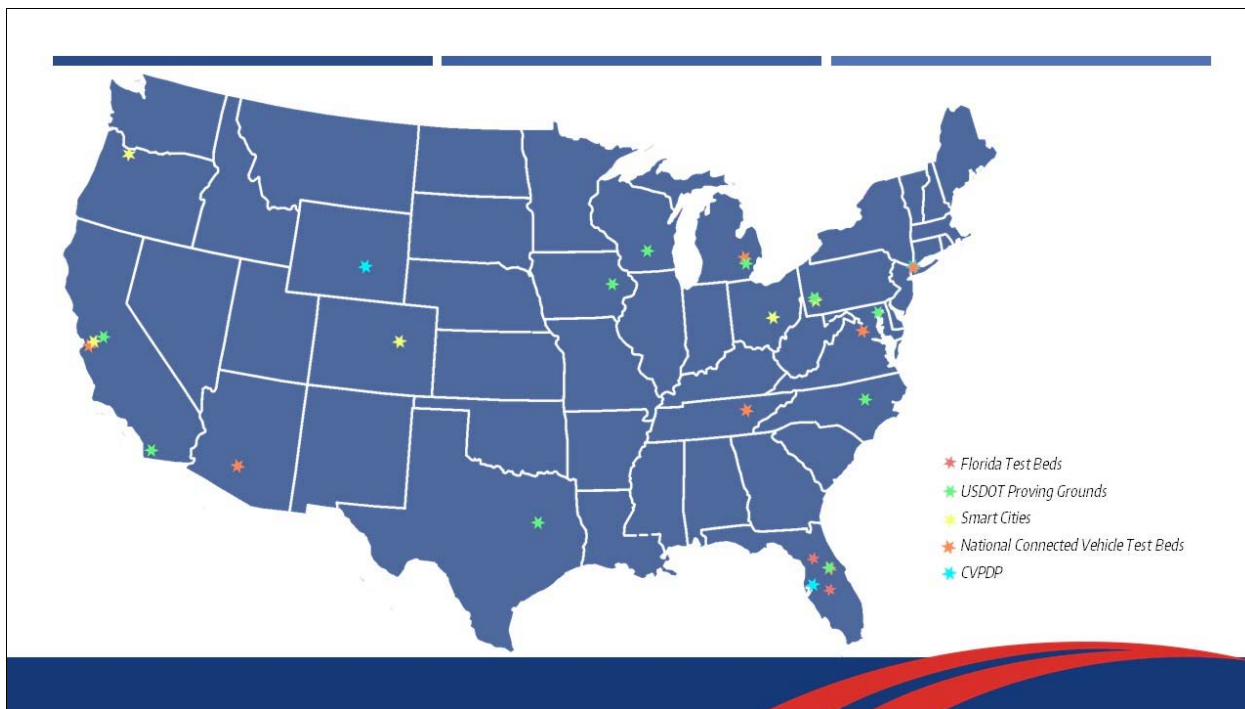 Florida Test Beds
USDOT Proving Grounds
Smart Cities
National Connected Vehicle Test Beds
CVPDP